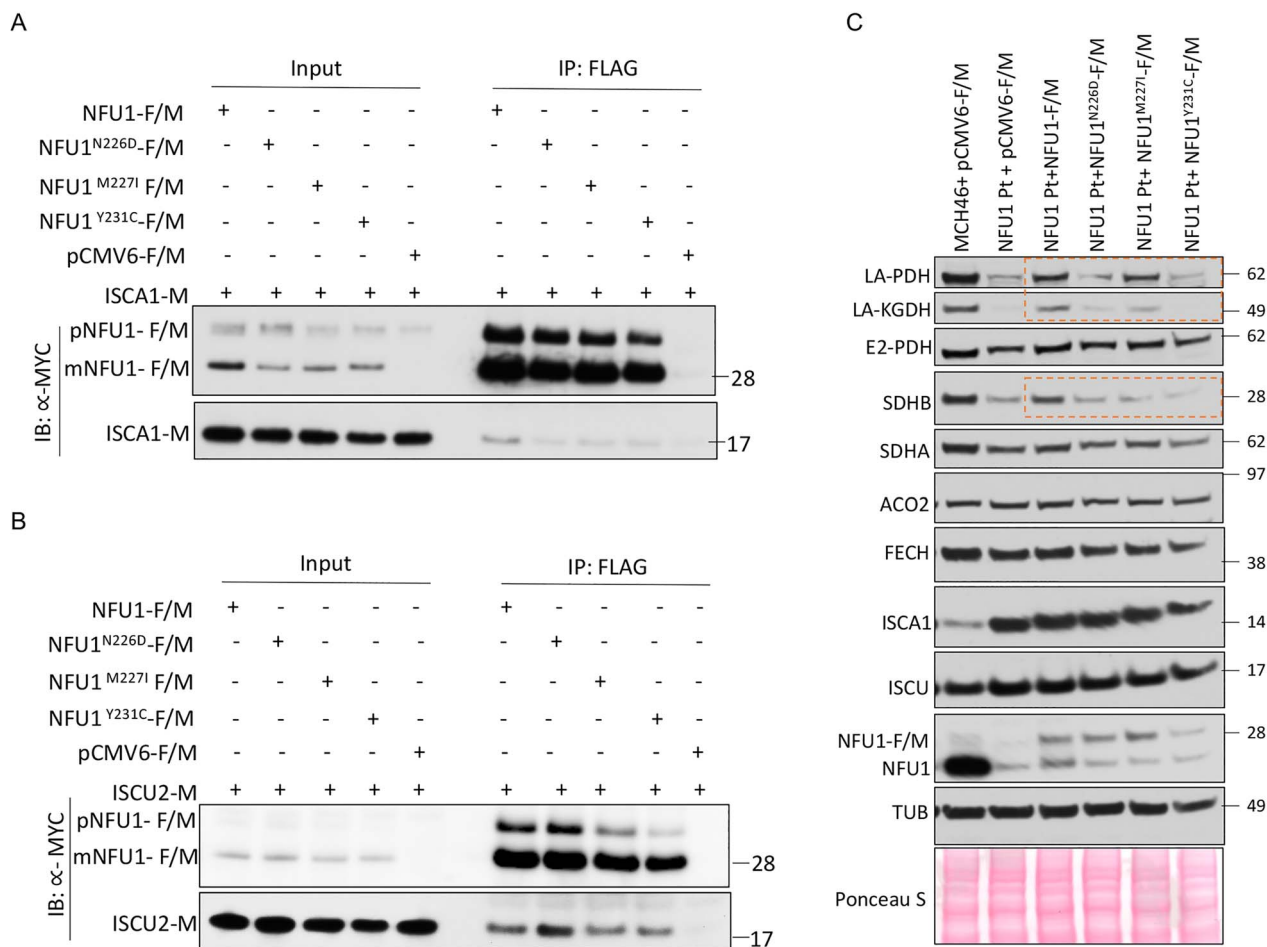 A
Input IP: FLAG
NFU1-F/M + - - - - + - - - -
NFU1N226D-F/M - + - - - - + - - -
NFU1 M227I F/M - - + - - - - + - -
NFU1 Y231C-F/M - - - + - - - - + -
pCMV6-F/M - - - - + - - - - +
ISCA1-M + + + + + + + + + +
IB: α-MYC
pNFU1- F/M
mNFU1- F/M
28
ISCA1-M
17
B
Input IP: FLAG
NFU1-F/M + - - - - + - - - -
NFU1N226D-F/M - + - - - - + - - -
NFU1 M227I F/M - - + - - - - + - -
NFU1 Y231C-F/M - - - + - - - - + -
pCMV6-F/M - - - - + - - - - +
ISCU2-M + + + + + + + + + +
IB: α- MYC
pNFU1- F/M
mNFU1- F/M
28
ISCU2-M
17
C
MCH46+ pCMV6-F/M
NFU1 Pt + pCMV6-F/M
NFU1 Pt+NFU1-F/M
NFU1 Pt+NFU1N226D-F/M
NFU1 Pt+ NFU1M227I-F/M
NFU1 Pt+ NFU1Y231C-F/M
LA-PDH 62
LA-KGDH 49
E2-PDH 62
SDHB 28
SDHA 62
97
ACO2
FECH
38
ISCA1 14
ISCU 17
NFU1-F/M 28
NFU1
TUB 49
Ponceau S